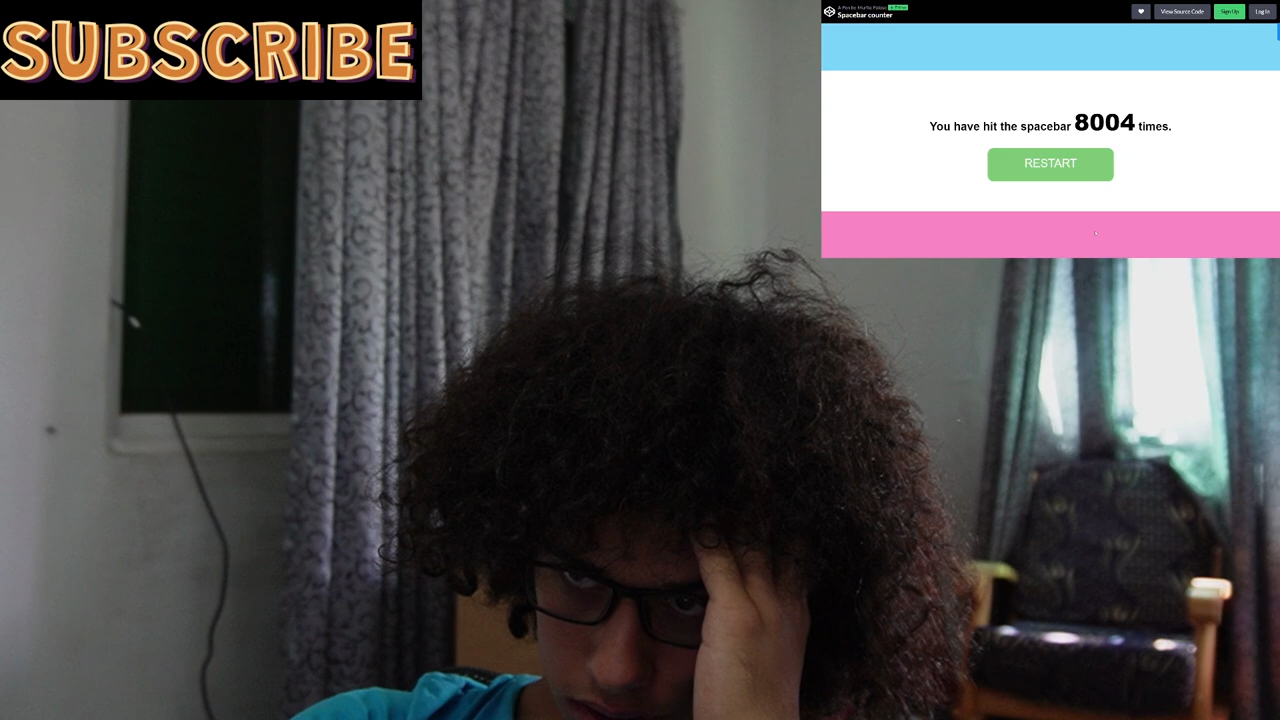 SUBSCRIBE
Spacebar counter
View Source Code
Sign Up
Log In
You have hit the spacebar 8004 times.
RESTART